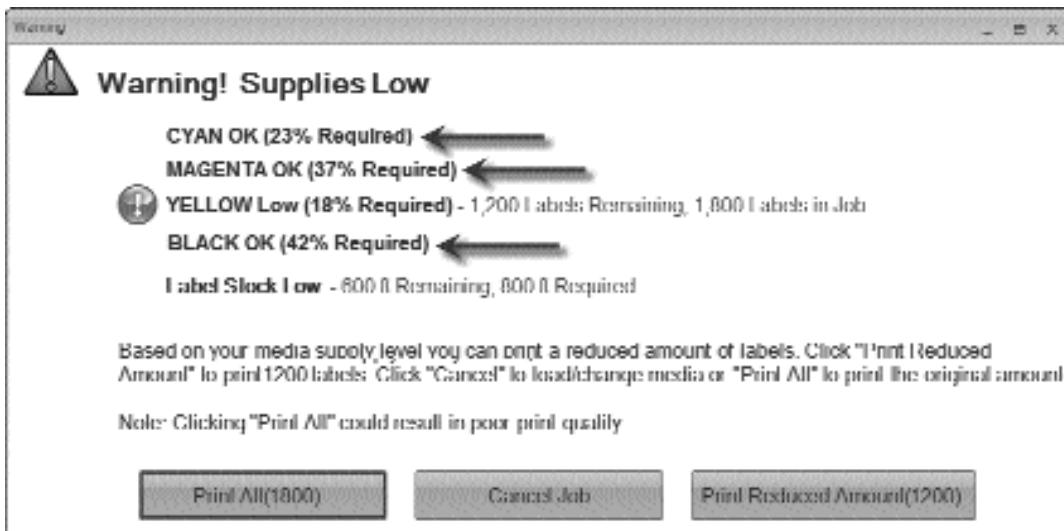 Warning
Warning! Supplies Low
CYAN OK (23% Required)
MAGENTA OK (37% Required)
YELLOW Low (18% Required) - 1,200 Labels Remaining, 1,800 Labels in Job
BLACK OK (42% Required)
Label Stock Low - 600 ft Remaining, 800 ft Required
Based on your media supply level you can print a reduced amount of labels. Click "Print Reduced
Amount" to print 1200 labels. Click "Cancel" to load/change media or "Print All" to print the original amount
Note: Clicking "Print All" could result in poor print quality
Print All(1800)
Cancel Job
Print Reduced Amount(1200)